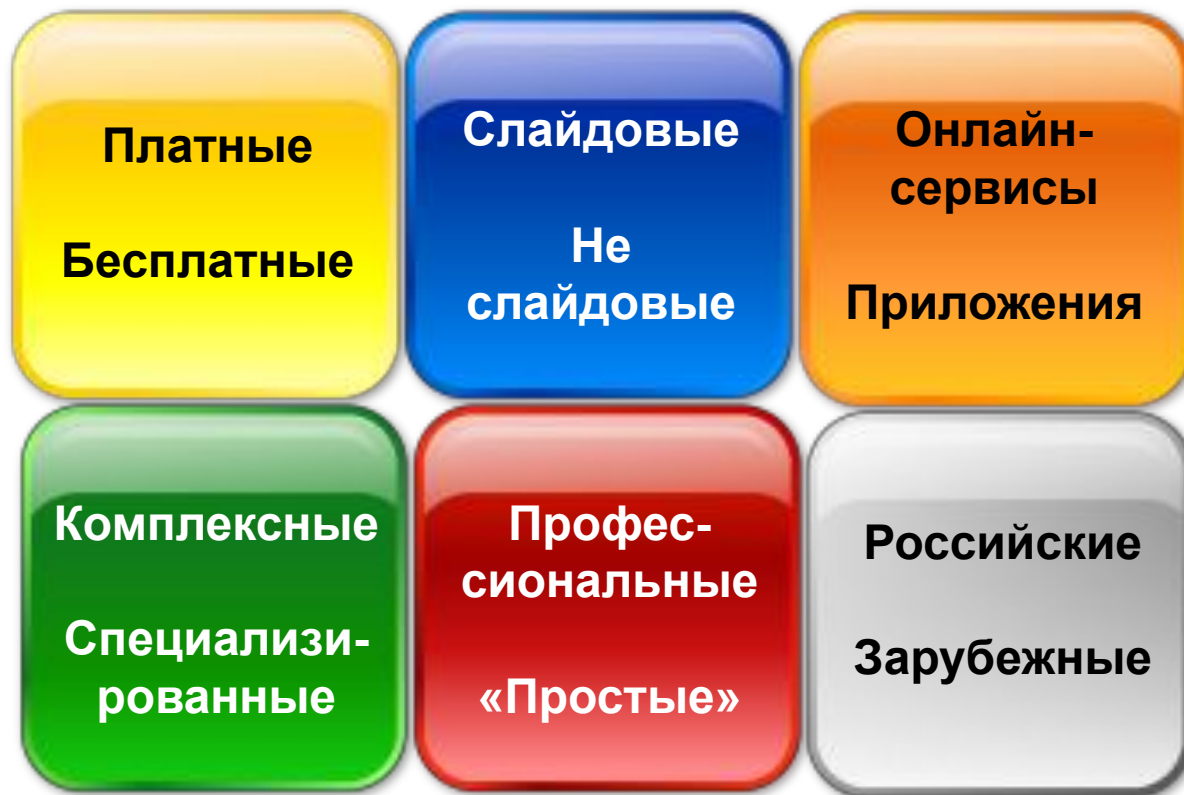 Платные
Бесплатные
Слайдовые
Не
слайдовые
Онлайн-
сервисы
Приложения
Комплексные
Специализи-
рованные
Профес-
сиональные
«Простые»
Российские
Зарубежные